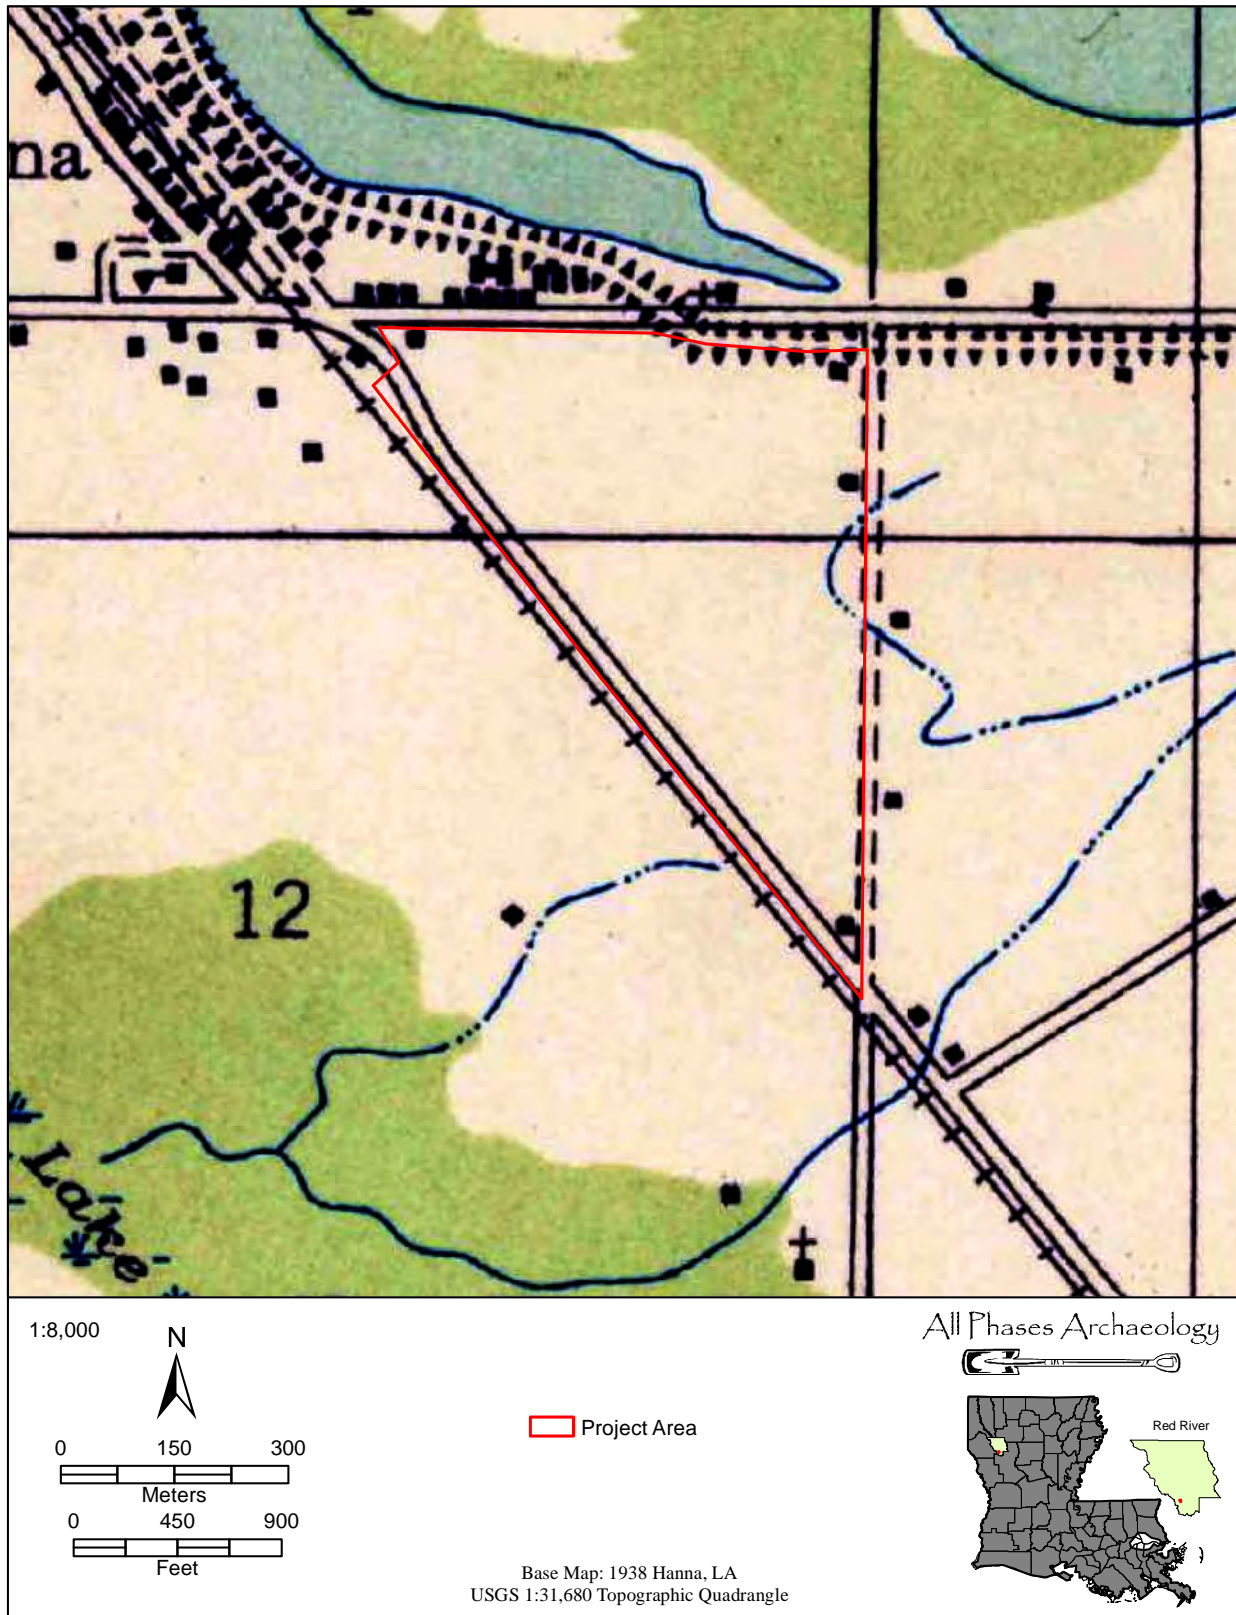 na
12
Lake
1:8,000
N
0 150 300
Meters
0 450 900
Feet
Project Area
Base Map: 1938 Hanna, LA
USGS 1:31,680 Topographic Quadrangle
All Phases Archaeology
Red River